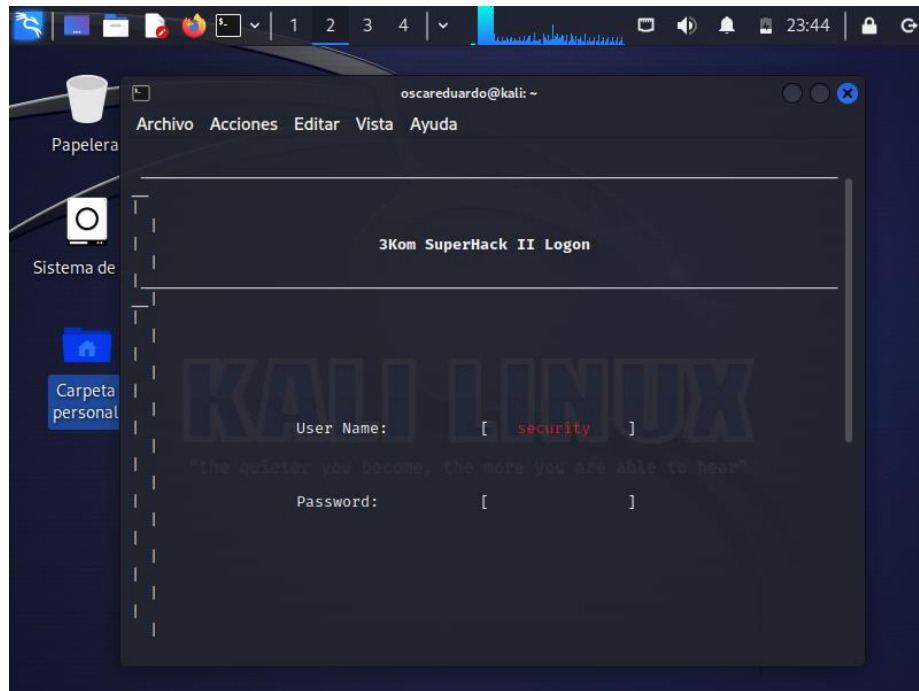 1 2 3 4 23:44
oscareduardo@kali: ~
Archivo Acciones Editar Vista Ayuda
Papelera
3Kom SuperHack II Logon
Sistema de
KALI LINUX
Carpeta
personal
User Name: [ security ]
"the quieter you become, the more you are able to hear"
Password: [ ]